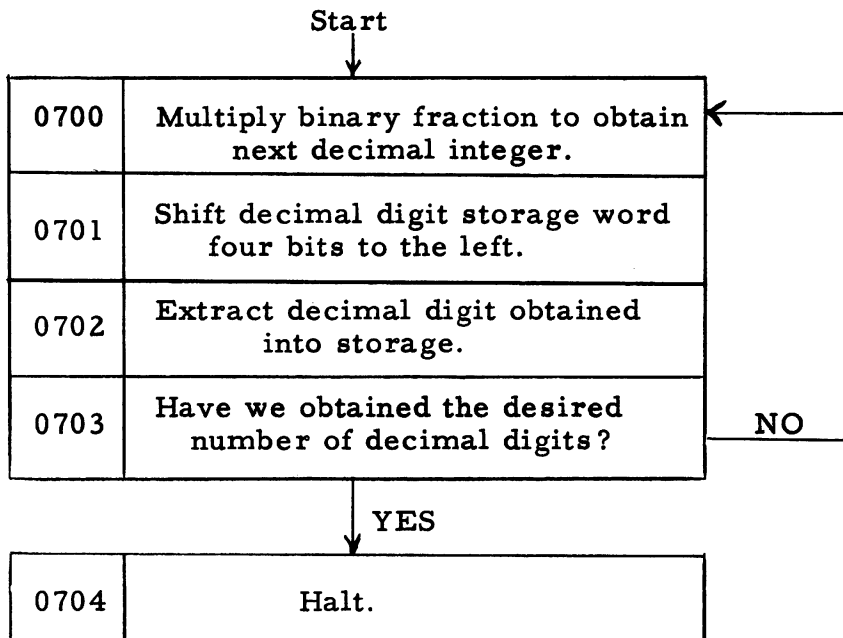 Start
0700 Multiply binary fraction to obtain
next decimal integer.
0701 Shift decimal digit storage word
four bits to the left.
0702 Extract decimal digit obtained
into storage.
0703 Have we obtained the desired
number of decimal digits?
NO
YES
0704 Halt.